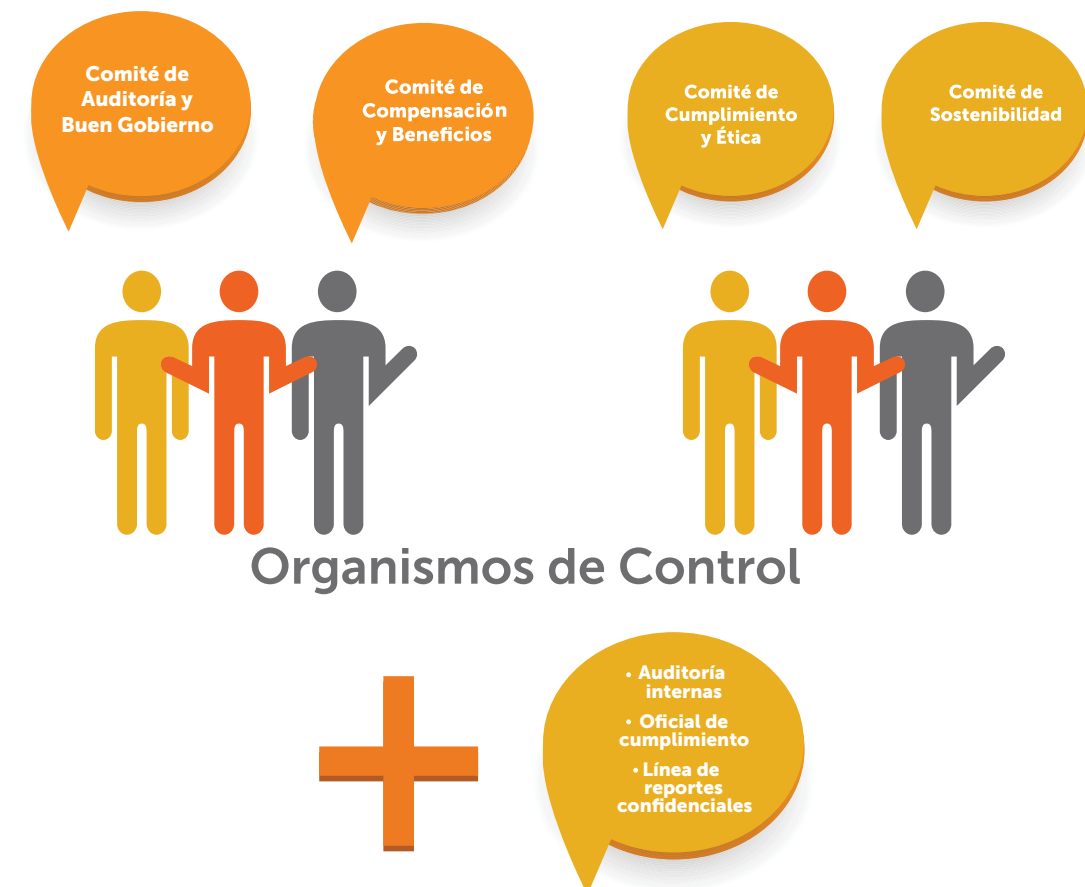 Comité de
Auditoría y
Buen Gobierno
Comité de
Compensación
y Beneficios
Comité de
Cumplimiento
y Ética
Comité de
Sostenibilidad
Organismos de Control
• Auditoría
internas
• Oficial de
cumplimiento
• Línea de
reportes
confidenciales